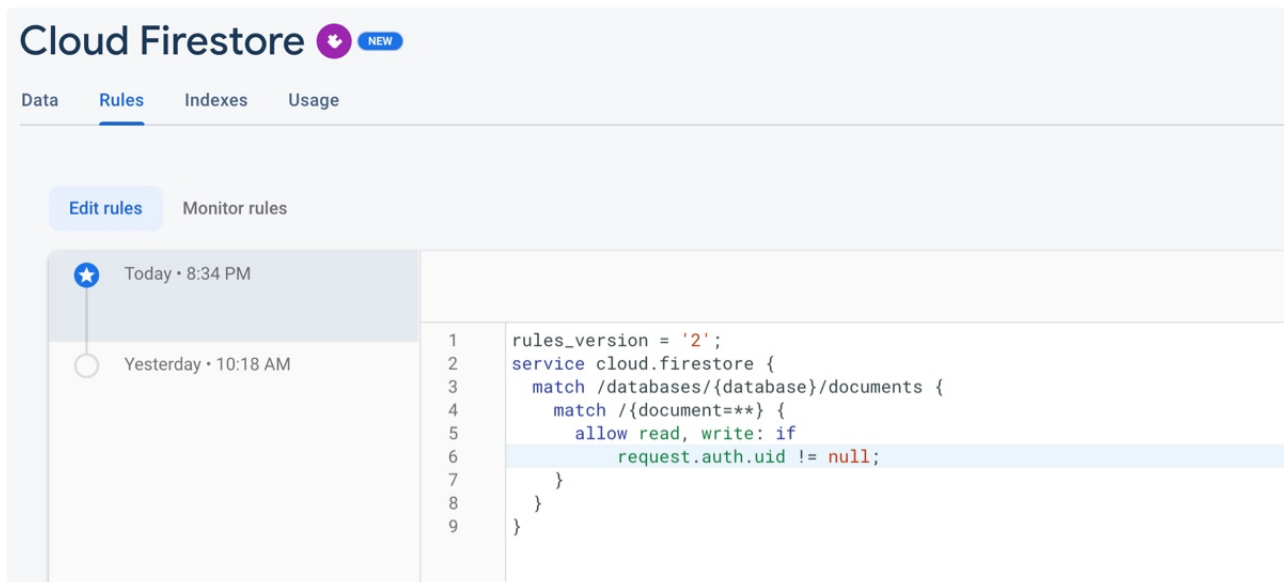 Cloud Firestore NEW
Data Rules Indexes Usage
Edit rules Monitor rules
Today • 8:34 PM
Yesterday • 10:18 AM
1 rules_version = '2';
2 service cloud.firestore {
3 match /databases/{database}/documents {
4 match /{document=**} {
5 allow read, write: if
6 request.auth.uid != null;
7 }
8 }
9 }